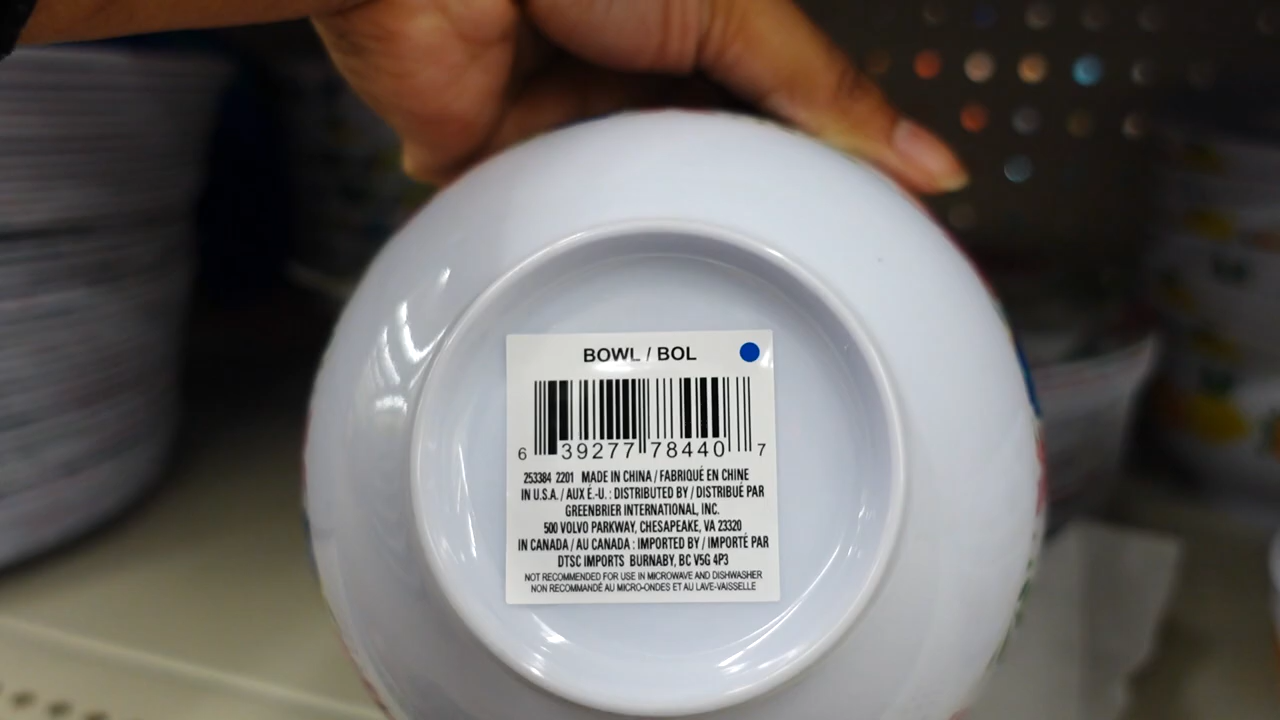 BOWL / BOL
6 39277 78440 7
253384 2201 MADE IN CHINA / FABRIQUÉ EN CHINE
IN U.S.A. / AUX É.-U. : DISTRIBUTED BY / DISTRIBUÉ PAR
GREENBRIER INTERNATIONAL, INC.
500 VOLVO PARKWAY, CHESAPEAKE, VA 23320
IN CANADA / AU CANADA : IMPORTED BY / IMPORTÉ PAR
DTSC IMPORTS BURNABY, BC V5G 4P3
NOT RECOMMENDED FOR USE IN MICROWAVE AND DISHWASHER
NON RECOMMANDÉ AU MICRO-ONDES ET AU LAVE-VAISSELLE